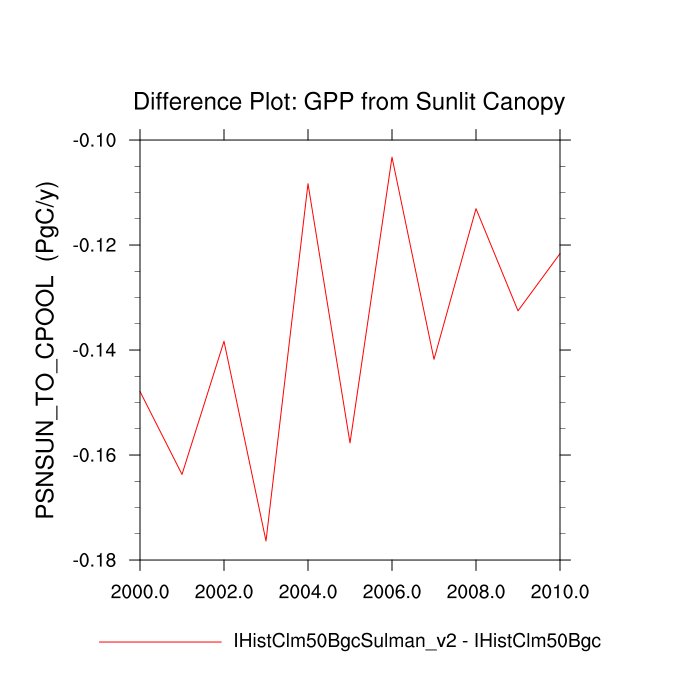 Difference Plot: GPP from Sunlit Canopy
PSNSUN_TO_CPOOL (PgC/y)
-0.10
-0.12
-0.14
-0.16
-0.18
2000.0 2002.0 2004.0 2006.0 2008.0 2010.0
IHistClm50BgcSulman_v2 - IHistClm50Bgc